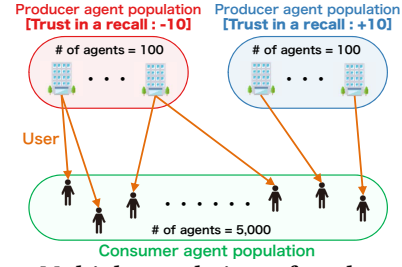 Producer agent population
[Trust in a recall : -10]
# of agents = 100
Producer agent population
[Trust in a recall : +10]
# of agents = 100
User
# of agents = 5,000
Consumer agent population